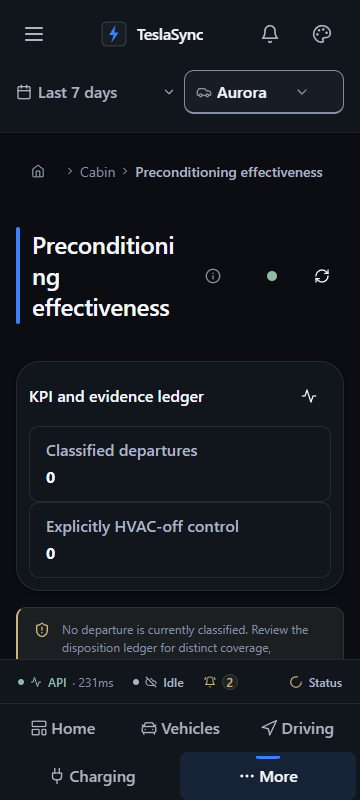 TeslaSync
Last 7 days
Aurora
Cabin
Preconditioning effectiveness
Preconditioni
ng
effectiveness
KPI and evidence ledger
Classified departures
0
Explicitly HVAC-off control
0
No departure is currently classified. Review the
disposition ledger for distinct coverage,
API · 231ms
Idle
2
Status
Home
Vehicles
Driving
Charging
More